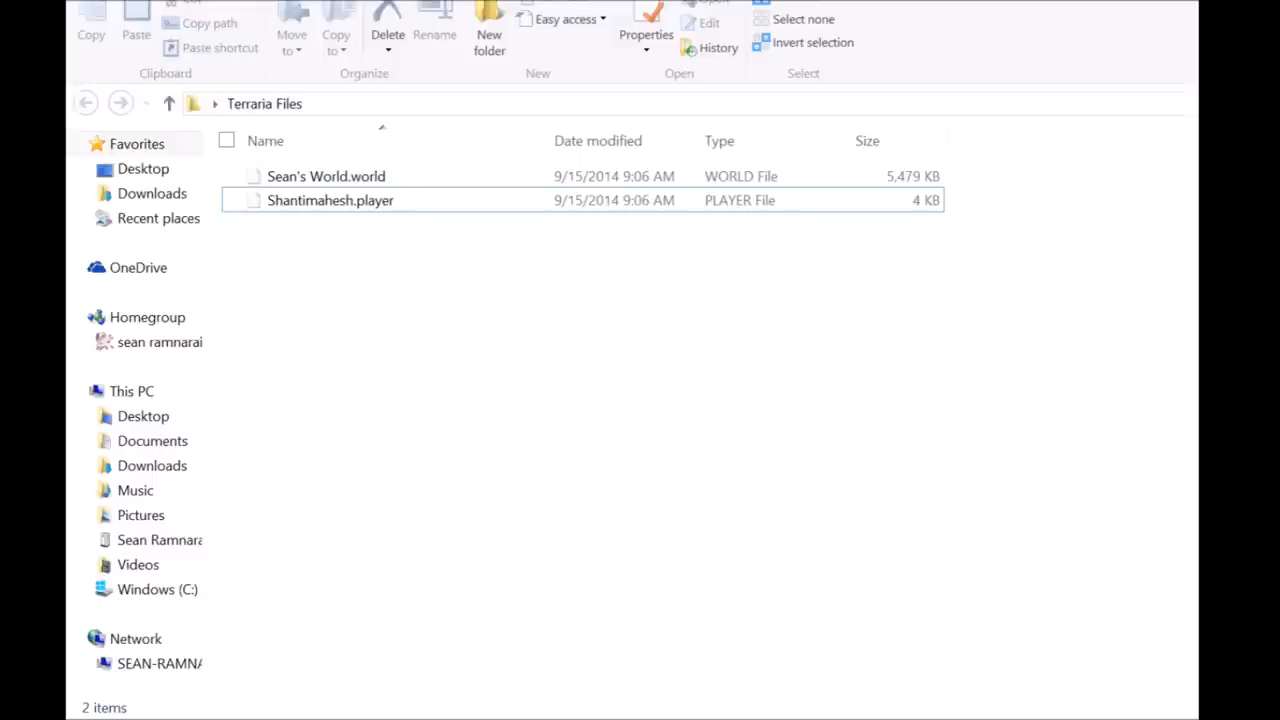 Copy
Paste
Copy path
Paste shortcut
Clipboard
Move to
Copy to
Delete
Rename
Organize
New folder
Easy access
New
Properties
Edit
History
Open
Select none
Invert selection
Select
Terraria Files
Name Date modified Type Size
Sean's World.world 9/15/2014 9:06 AM WORLD File 5,479 KB
Shantimahesh.player 9/15/2014 9:06 AM PLAYER File 4 KB
Favorites
Desktop
Downloads
Recent places
OneDrive
Homegroup
sean ramnarai
This PC
Desktop
Documents
Downloads
Music
Pictures
Sean Ramnara
Videos
Windows (C:)
Network
SEAN-RAMNA
2 items